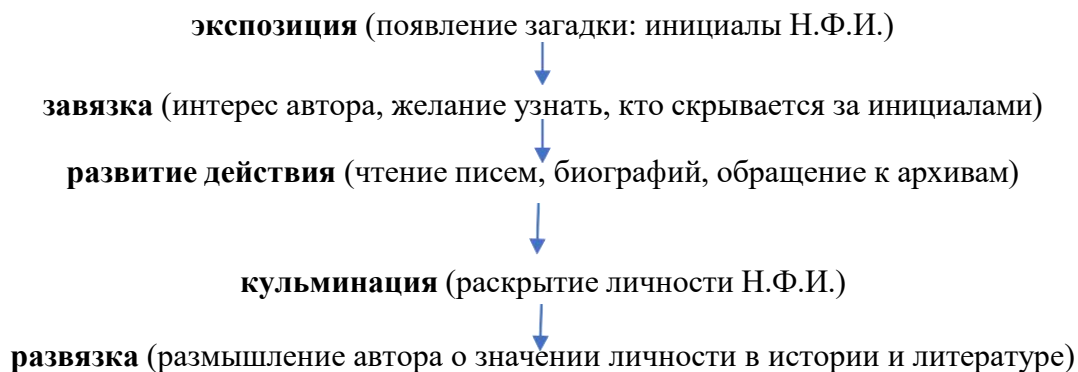 экспозиция (появление загадки: инициалы Н.Ф.И.)
завязка (интерес автора, желание узнать, кто скрывается за инициалами)
развитие действия (чтение писем, биографий, обращение к архивам)
кульминация (раскрытие личности Н.Ф.И.)
развязка (размышление автора о значении личности в истории и литературе)